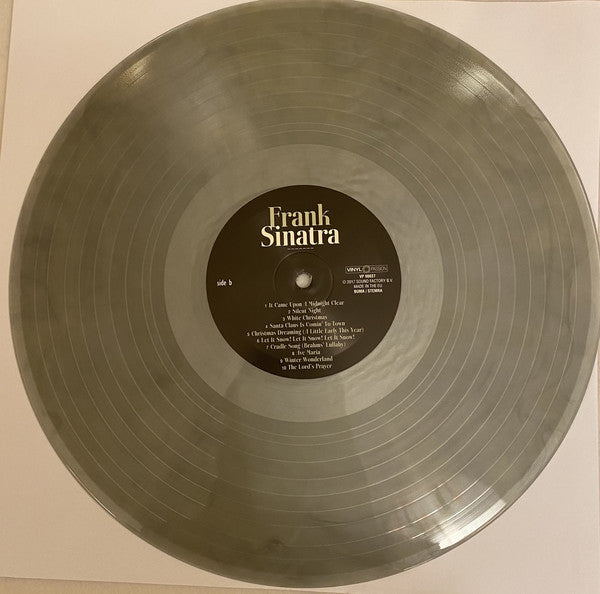 Frank
Sinatra
side b
VINYL PASSION
VP 90037
℗ 2017 SOUND FACTORY B.V.
MADE IN THE EU
BUMA / STEMRA
1 It Came Upon A Midnight Clear
2 Silent Night
3 White Christmas
4 Santa Claus Is Comin' To Town
5 Christmas Dreaming (A Little Early This Year)
6 Let It Snow! Let It Snow! Let It Snow!
7 Cradle Song (Brahms' Lullaby)
8 Ave Maria
9 Winter Wonderland
10 The Lord's Prayer